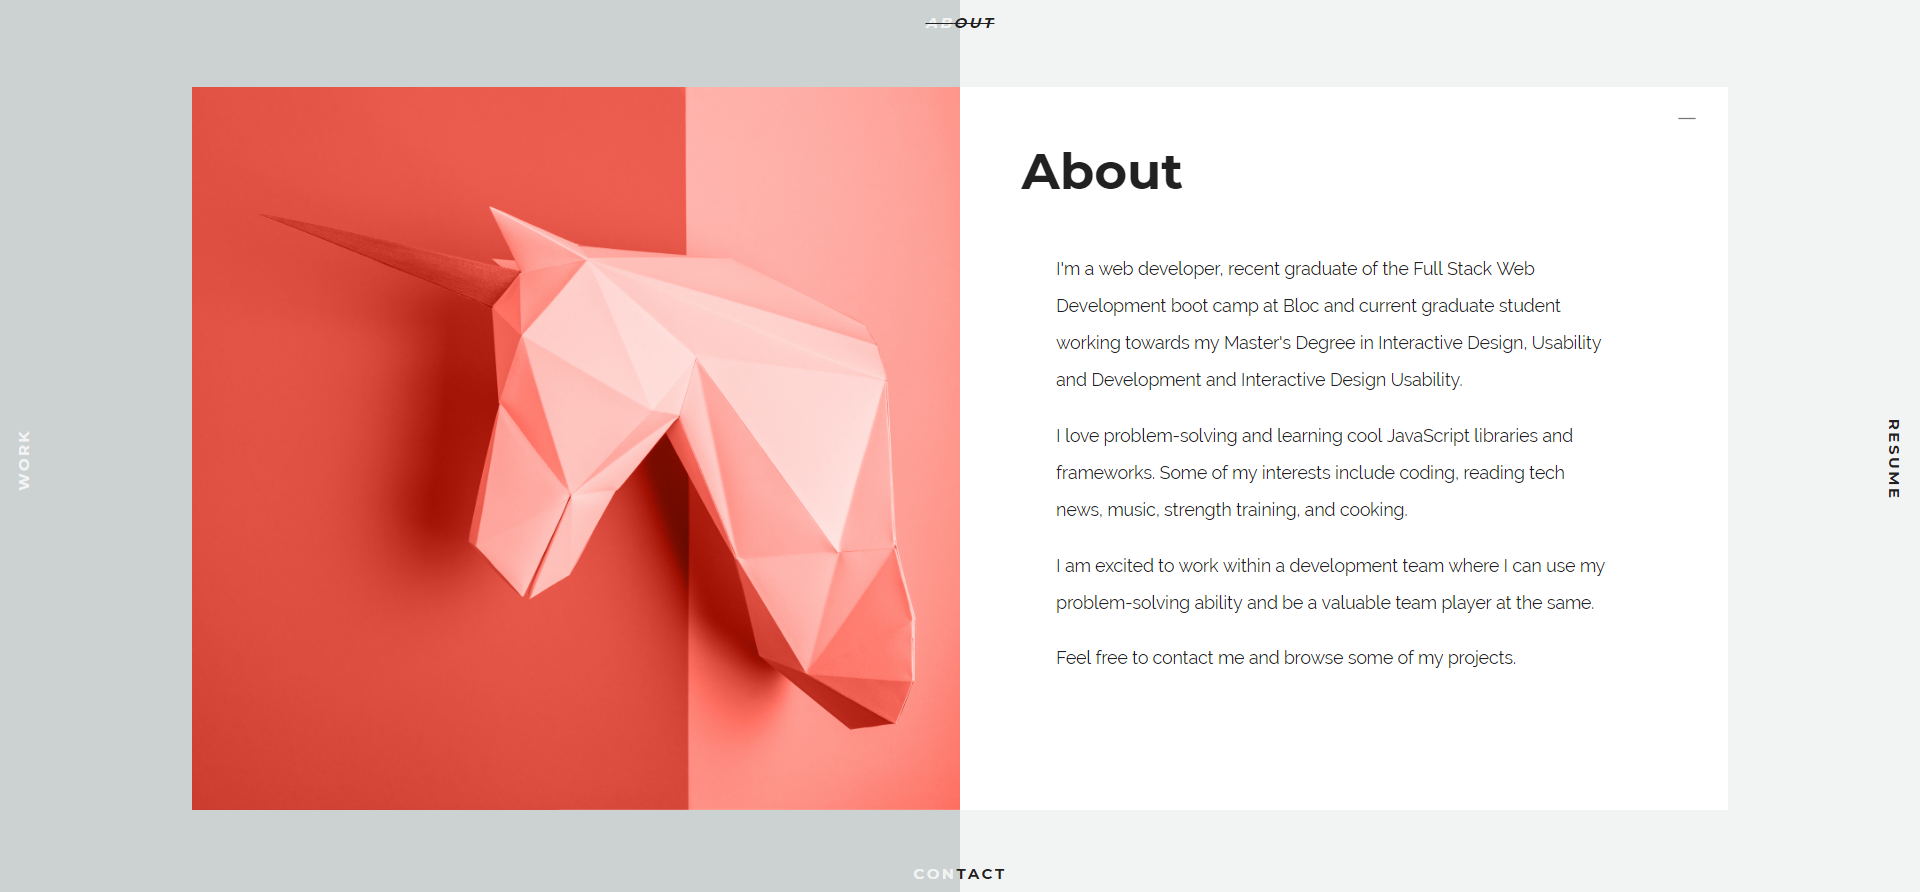 ABOUT
About
I'm a web developer, recent graduate of the Full Stack Web
Development boot camp at Bloc and current graduate student
working towards my Master's Degree in Interactive Design, Usability
and Development and Interactive Design Usability.
I love problem-solving and learning cool JavaScript libraries and
frameworks. Some of my interests include coding, reading tech
news, music, strength training, and cooking.
I am excited to work within a development team where I can use my
problem-solving ability and be a valuable team player at the same.
Feel free to contact me and browse some of my projects.
WORK
RESUME
CONTACT